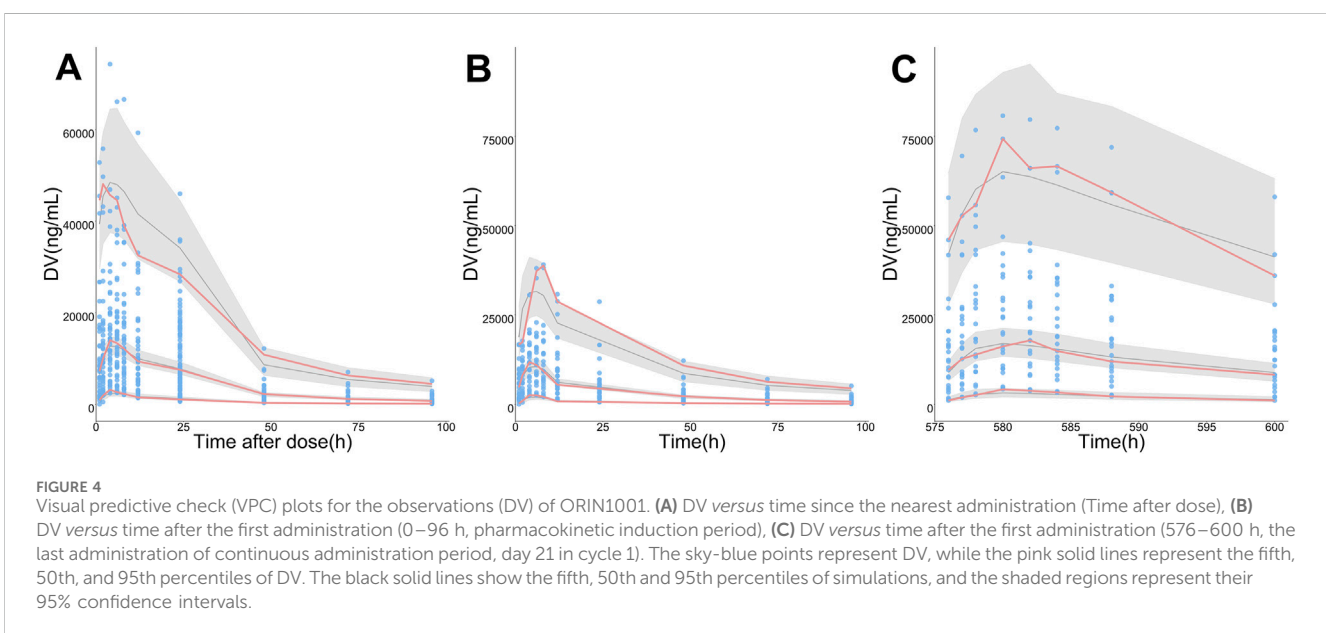 A
B
C
DV(ng/mL)
60000
40000
20000
0
0
25
50
75
100
Time after dose(h)
DV(ng/mL)
75000
50000
25000
0
0
25
50
75
100
Time(h)
DV(ng/mL)
75000
50000
25000
0
575
580
585
590
595
600
Time(h)
FIGURE 4
Visual predictive check (VPC) plots for the observations (DV) of ORIN1001. (A) DV versus time since the nearest administration (Time after dose), (B)
DV versus time after the first administration (0–96 h, pharmacokinetic induction period), (C) DV versus time after the first administration (576–600 h, the
last administration of continuous administration period, day 21 in cycle 1). The sky-blue points represent DV, while the pink solid lines represent the fifth,
50th, and 95th percentiles of DV. The black solid lines show the fifth, 50th and 95th percentiles of simulations, and the shaded regions represent their
95% confidence intervals.